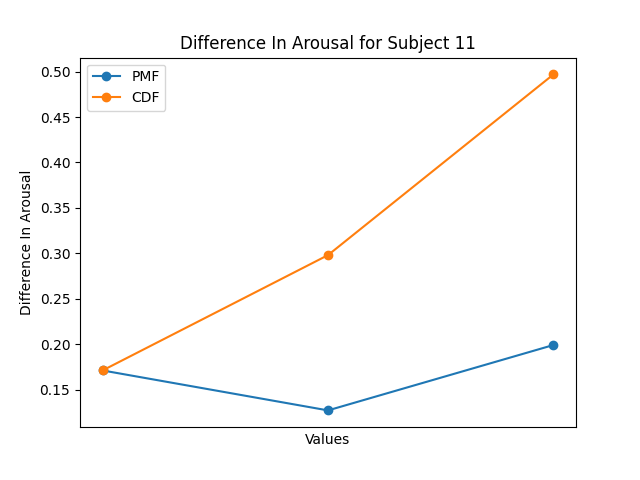 Difference In Arousal for Subject 11
PMF
CDF
0.50
0.45
0.40
0.35
0.30
0.25
0.20
0.15
Difference In Arousal
Values